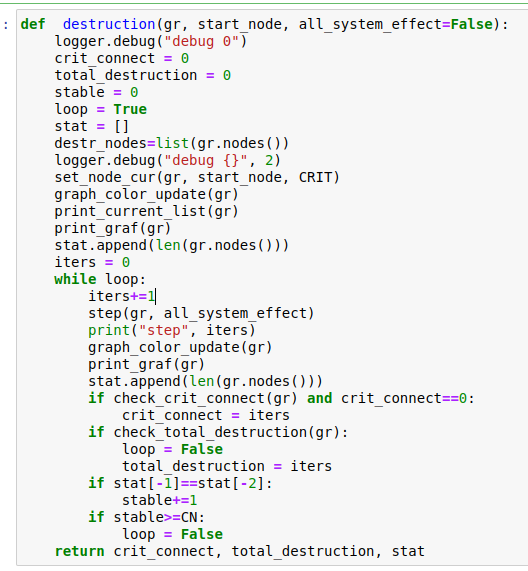 : def  destruction(gr, start_node, all_system_effect=False):
    logger.debug("debug 0")
    crit_connect = 0
    total_destruction = 0
    stable = 0
    loop = True
    stat = []
    destr_nodes=list(gr.nodes())
    logger.debug("debug {}", 2)
    set_node_cur(gr, start_node, CRIT)
    graph_color_update(gr)
    print_current_list(gr)
    print_graf(gr)
    stat.append(len(gr.nodes()))
    iters = 0
    while loop:
        iters+=1
        step(gr, all_system_effect)
        print("step", iters)
        graph_color_update(gr)
        print_graf(gr)
        stat.append(len(gr.nodes()))
        if check_crit_connect(gr) and crit_connect==0:
            crit_connect = iters
        if check_total_destruction(gr):
            loop = False
            total_destruction = iters
        if stat[-1]==stat[-2]:
            stable+=1
        if stable>=CN:
            loop = False
    return crit_connect, total_destruction, stat